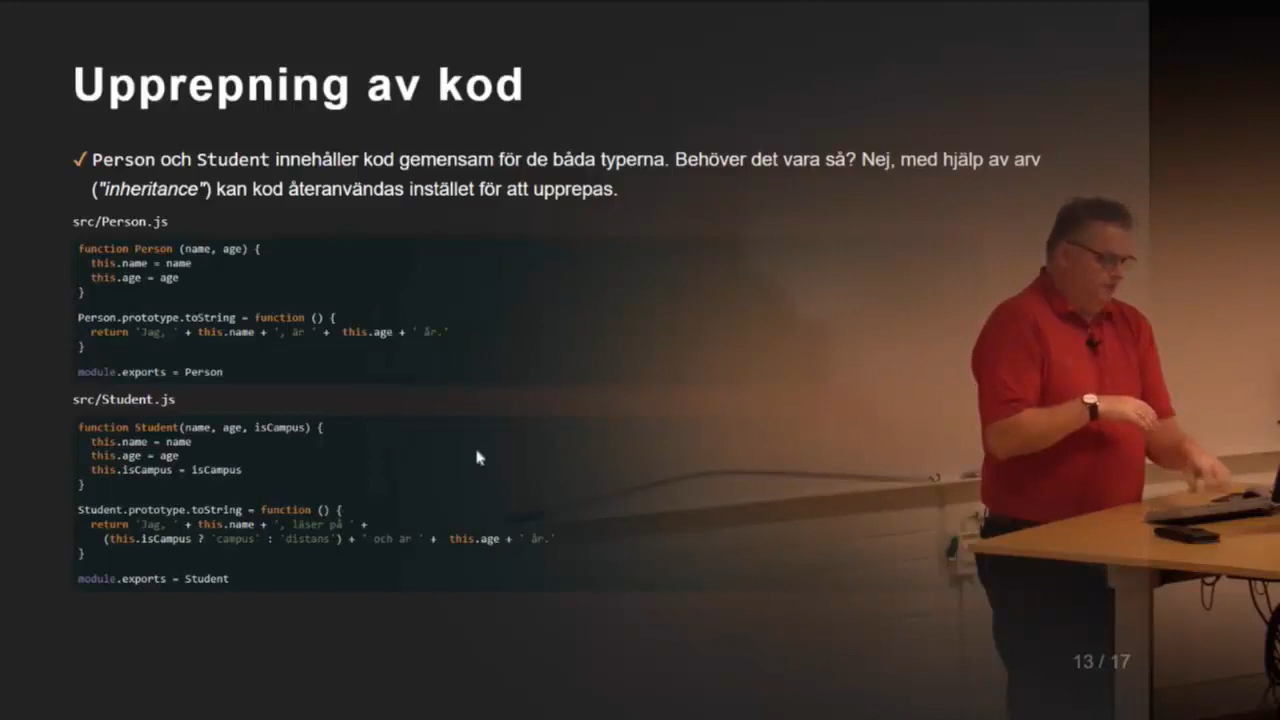 Upprepning av kod
✓ Person och Student innehåller kod gemensam för de båda typerna. Behöver det vara så? Nej, med hjälp av arv
("inheritance") kan kod återanvändas instället för att upprepas.
src/Person.js
function Person (name, age) {
this.name = name
this.age = age
}
Person.prototype.toString = function () {
return 'Jag, ' + this.name + ', är ' + this.age + ' år.'
}
module.exports = Person
src/Student.js
function Student(name, age, isCampus) {
this.name = name
this.age = age
this.isCampus = isCampus
}
Student.prototype.toString = function () {
return 'Jag, ' + this.name + ', läser på ' +
(this.isCampus ? 'campus' : 'distans') + ' och är ' + this.age + ' år.'
}
module.exports = Student
13 / 17